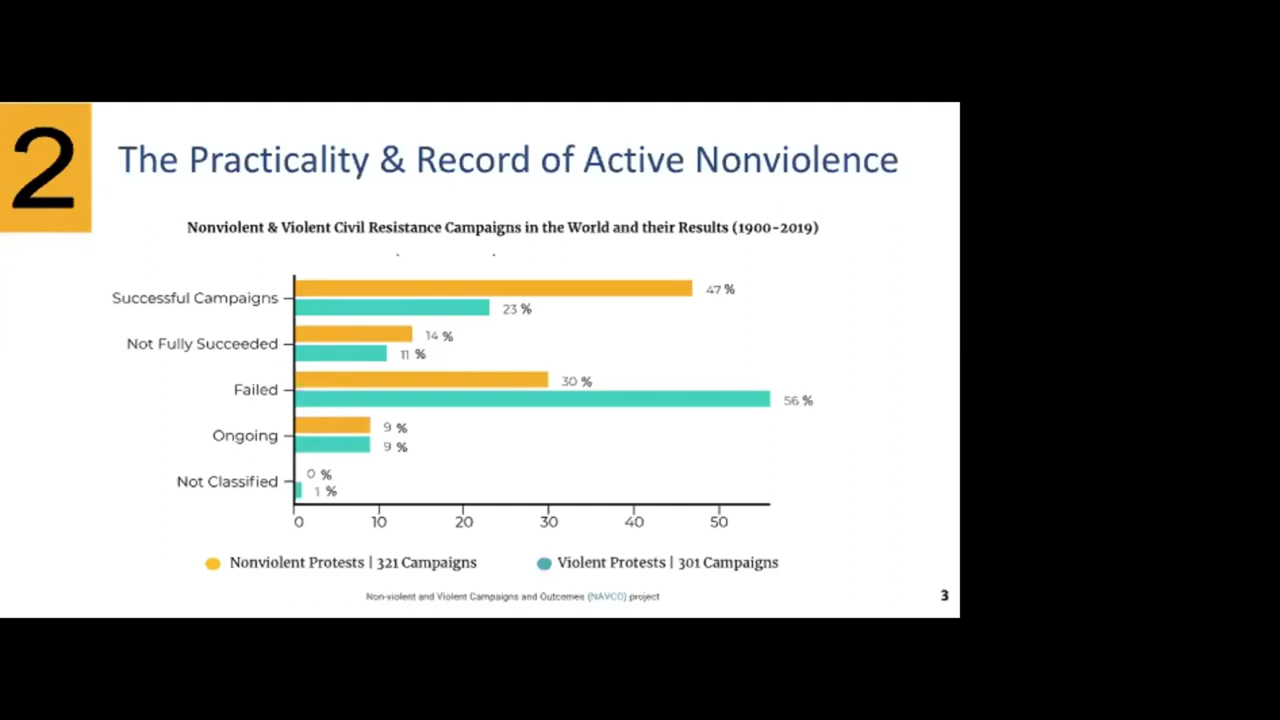 2
The Practicality & Record of Active Nonviolence
Nonviolent & Violent Civil Resistance Campaigns in the World and their Results (1900-2019)
Successful Campaigns
47 %
23 %
Not Fully Succeeded
14 %
11 %
Failed
30 %
56 %
Ongoing
9 %
9 %
Not Classified
0 %
1 %
0 10 20 30 40 50
Nonviolent Protests | 321 Campaigns
Violent Protests | 301 Campaigns
Non-violent and Violent Campaigns and Outcomes (NAVCO) project
3